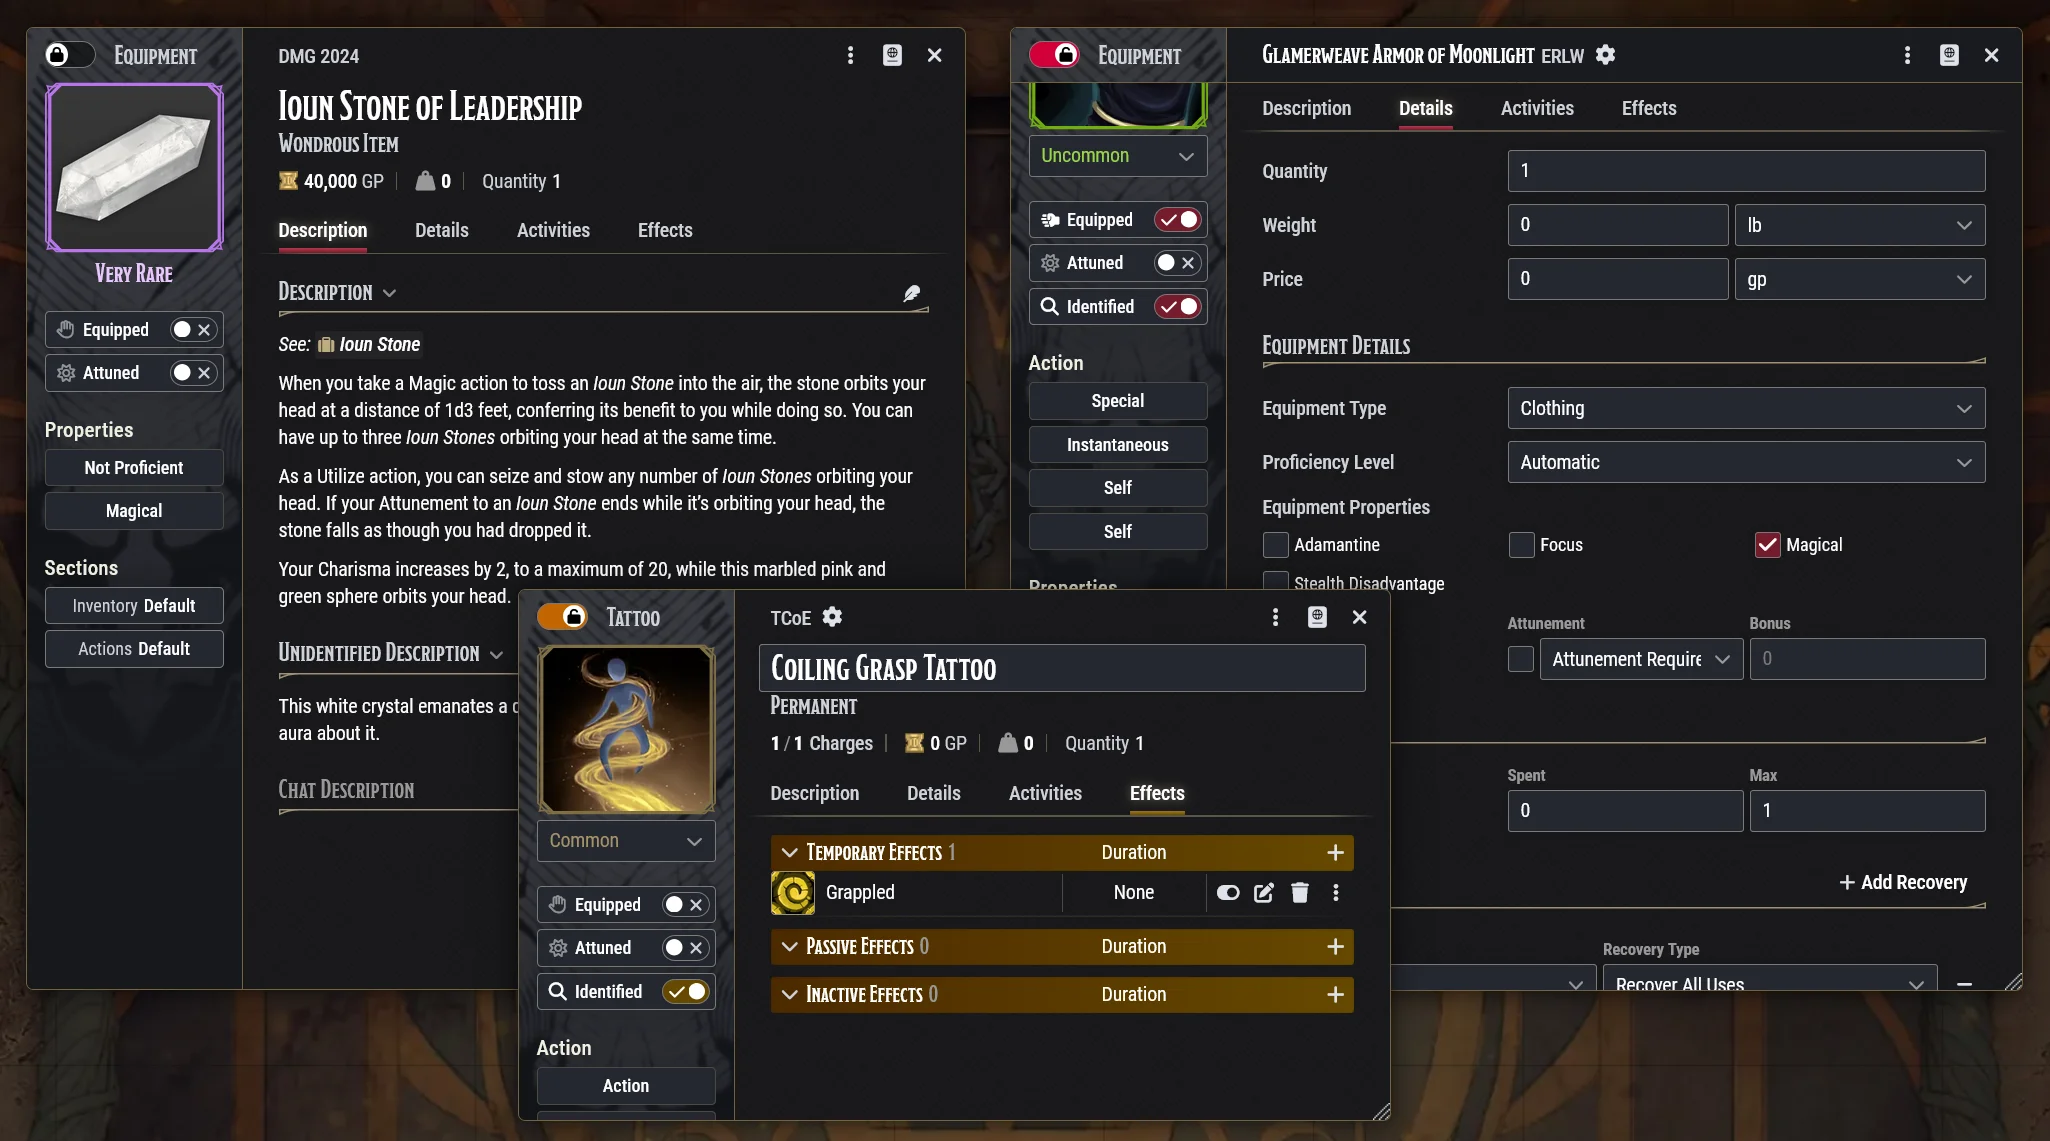 Equipment
Very Rare
Equipped
Attuned
Properties
Not Proficient
Magical
Sections
Inventory Default
Actions Default
DMG 2024
Ioun Stone of Leadership
Wondrous Item
40,000 GP
0
Quantity 1
Description
Details
Activities
Effects
Description
See: Ioun Stone
When you take a Magic action to toss an Ioun Stone into the air, the stone orbits your
head at a distance of 1d3 feet, conferring its benefit to you while doing so. You can
have up to three Ioun Stones orbiting your head at the same time.
As a Utilize action, you can seize and stow any number of Ioun Stones orbiting your
head. If your Attunement to an Ioun Stone ends while it's orbiting your head, the
stone falls as though you had dropped it.
Your Charisma increases by 2, to a maximum of 20, while this marbled pink and
green sphere orbits your head.
Unidentified Description
This white crystal emanates a
aura about it.
Chat Description
Equipment
Uncommon
Equipped
Attuned
Identified
Action
Special
Instantaneous
Self
Self
Properties
Glamerweave Armor of Moonlight ERLW
Description
Details
Activities
Effects
Quantity
1
Weight
0
lb
Price
0
gp
Equipment Details
Equipment Type
Clothing
Proficiency Level
Automatic
Equipment Properties
Adamantine
Focus
Magical
Stealth Disadvantage
Attunement
Bonus
Attunement Require
0
Spent
Max
0
1
+ Add Recovery
Recovery Type
Recover All Uses
Tattoo
Common
Equipped
Attuned
Identified
Action
Action
TCoE
Coiling Grasp Tattoo
Permanent
1 / 1 Charges
0 GP
0
Quantity 1
Description
Details
Activities
Effects
Temporary Effects 1
Duration
Grappled
None
Passive Effects 0
Duration
Inactive Effects 0
Duration